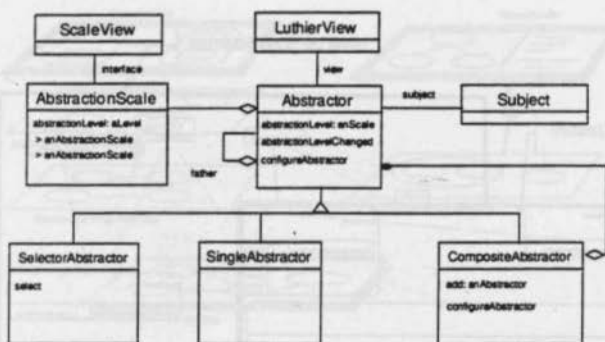 ScaleView
LuthierView
interface
view
AbstractionScale
abstractionLevel: aLevel
> anAbstractionScale
> anAbstractionScale
Abstractor
abstractionLevel: anScale
abstractionLevelChanged
configureAbstractor
subject
Subject
father
SelectorAbstractor
select
SingleAbstractor
CompositeAbstractor
add: anAbstractor
configureAbstractor